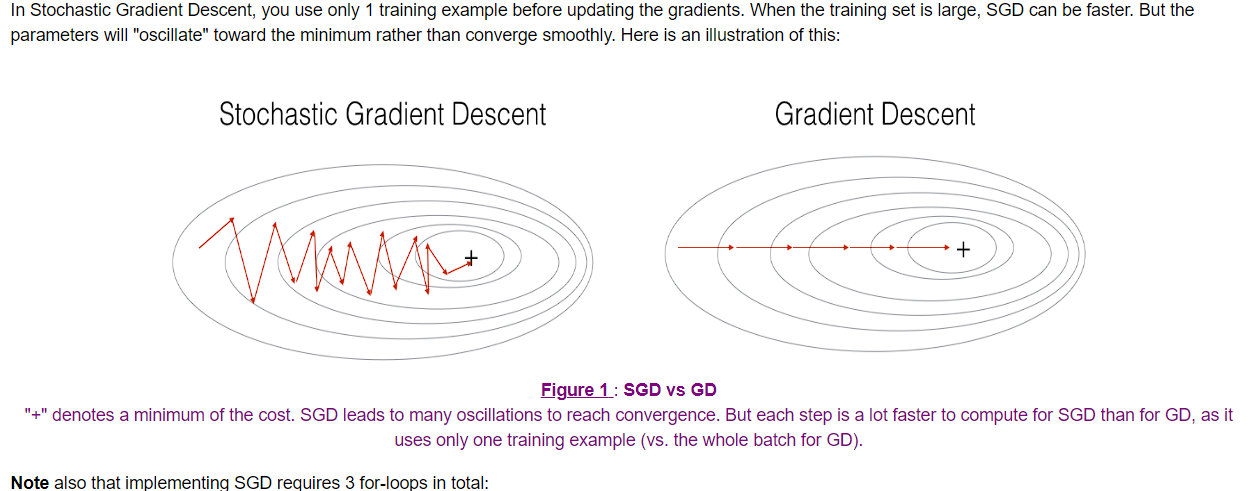 In Stochastic Gradient Descent, you use only 1 training example before updating the gradients. When the training set is large, SGD can be faster. But the
parameters will "oscillate" toward the minimum rather than converge smoothly. Here is an illustration of this:
Stochastic Gradient Descent
Gradient Descent
+
+
Figure 1 : SGD vs GD
"+" denotes a minimum of the cost. SGD leads to many oscillations to reach convergence. But each step is a lot faster to compute for SGD than for GD, as it
uses only one training example (vs. the whole batch for GD).
Note also that implementing SGD requires 3 for-loops in total: